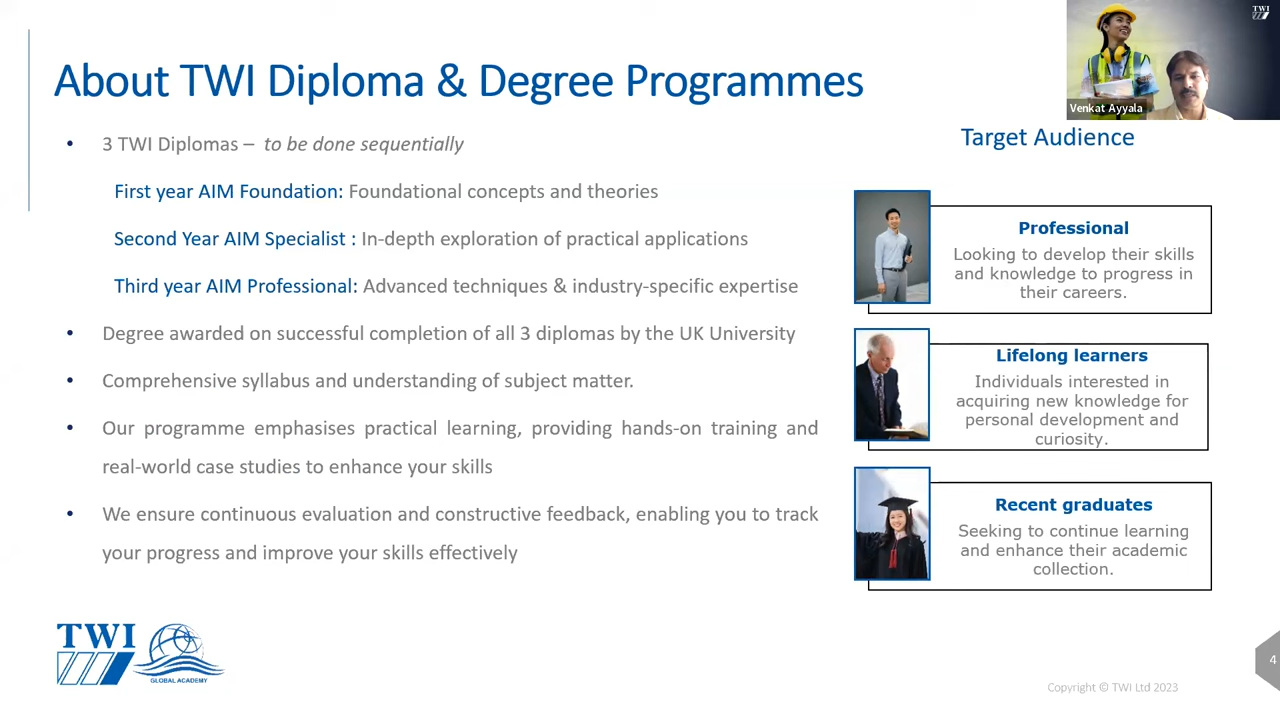 About TWI Diploma & Degree Programmes
• 3 TWI Diplomas – to be done sequentially
First year AIM Foundation: Foundational concepts and theories
Second Year AIM Specialist : In-depth exploration of practical applications
Third year AIM Professional: Advanced techniques & industry-specific expertise
• Degree awarded on successful completion of all 3 diplomas by the UK University
• Comprehensive syllabus and understanding of subject matter.
• Our programme emphasises practical learning, providing hands-on training and
real-world case studies to enhance your skills
• We ensure continuous evaluation and constructive feedback, enabling you to track
your progress and improve your skills effectively
TWI
Venkat Ayyala
Target Audience
Professional
Looking to develop their skills
and knowledge to progress in
their careers.
Lifelong learners
Individuals interested in
acquiring new knowledge for
personal development and
curiosity.
Recent graduates
Seeking to continue learning
and enhance their academic
collection.
TWI
GLOBAL ACADEMY
4
Copyright © TWI Ltd 2023